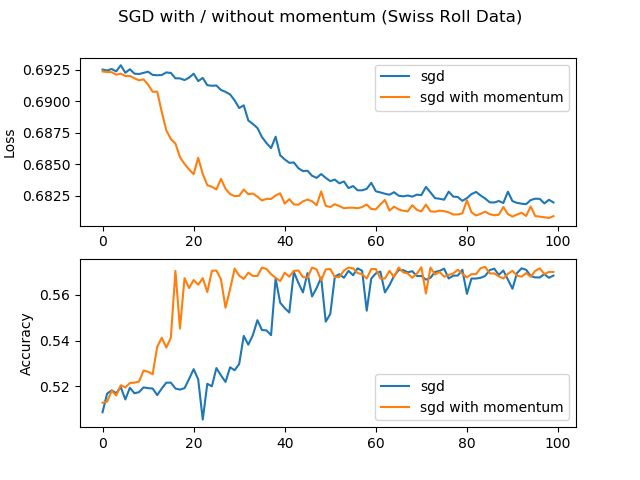 SGD with / without momentum (Swiss Roll Data)
Loss
0.6925
0.6900
0.6875
0.6850
0.6825
sgd
sgd with momentum
0 20 40 60 80 100
Accuracy
0.56
0.54
0.52
sgd
sgd with momentum
0 20 40 60 80 100